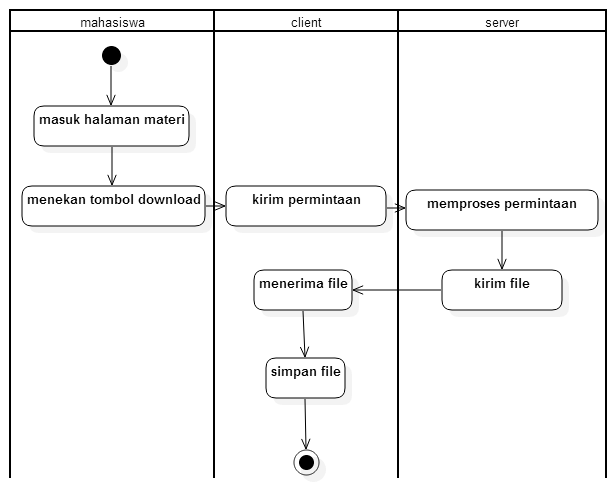 mahasiswa
client
server
masuk halaman materi
menekan tombol download
kirim permintaan
memproses permintaan
menerima file
kirim file
simpan file